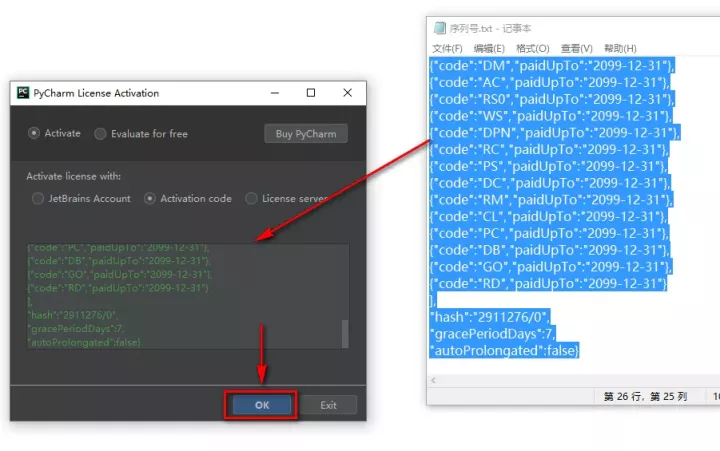 PyCharm License Activation
Activate
Evaluate for free
Buy PyCharm
Activate license with:
JetBrains Account
Activation code
License server
{"code":"PC","paidUpTo":"2099-12-31"},
{"code":"DB","paidUpTo":"2099-12-31"},
{"code":"GO","paidUpTo":"2099-12-31"},
{"code":"RD","paidUpTo":"2099-12-31"}
],
"hash":"2911276/0",
"gracePeriodDays":7,
"autoProlongated":false}
OK
Exit
序列号.txt - 记事本
文件(F) 编辑(E) 格式(O) 查看(V) 帮助(H)
{"code":"DM","paidUpTo":"2099-12-31"},
{"code":"AC","paidUpTo":"2099-12-31"},
{"code":"RS0","paidUpTo":"2099-12-31"},
{"code":"WS","paidUpTo":"2099-12-31"},
{"code":"DPN","paidUpTo":"2099-12-31"},
{"code":"RC","paidUpTo":"2099-12-31"},
{"code":"PS","paidUpTo":"2099-12-31"},
{"code":"DC","paidUpTo":"2099-12-31"},
{"code":"RM","paidUpTo":"2099-12-31"},
{"code":"CL","paidUpTo":"2099-12-31"},
{"code":"PC","paidUpTo":"2099-12-31"},
{"code":"DB","paidUpTo":"2099-12-31"},
{"code":"GO","paidUpTo":"2099-12-31"},
{"code":"RD","paidUpTo":"2099-12-31"}
],
"hash":"2911276/0",
"gracePeriodDays":7,
"autoProlongated":false}
第 26 行，第 25 列